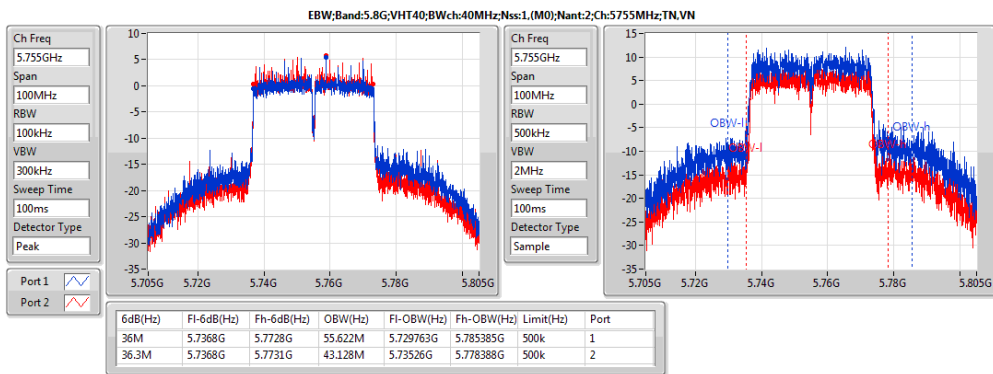 EBW;Band:5.8G;VHT40;BWch:40MHz;Nss:1,(M0);Nant:2;Ch:5755MHz;TN,VN
Ch Freq
5.755GHz
Span
100MHz
RBW
100kHz
VBW
300kHz
Sweep Time
100ms
Detector Type
Peak
Port 1
Port 2
10
5
0
-5
-10
-15
-20
-25
-30
-35
5.705G 5.74G 5.76G 5.78G 5.805G
Ch Freq
5.755GHz
Span
100MHz
RBW
500kHz
VBW
2MHz
Sweep Time
100ms
Detector Type
Sample
15
10
5
0
-5
-10
-15
-20
-25
-30
-35
OBW-l
OBW-h
5.705G 5.74G 5.76G 5.78G 5.805G
6dB(Hz) Fl-6dB(Hz) Fh-6dB(Hz) OBW(Hz) Fl-OBW(Hz) Fh-OBW(Hz) Limit(Hz) Port
36M 5.7368G 5.7728G 55.622M 5.729763G 5.785385G 500k 1
36.3M 5.7368G 5.7731G 43.128M 5.73526G 5.778388G 500k 2